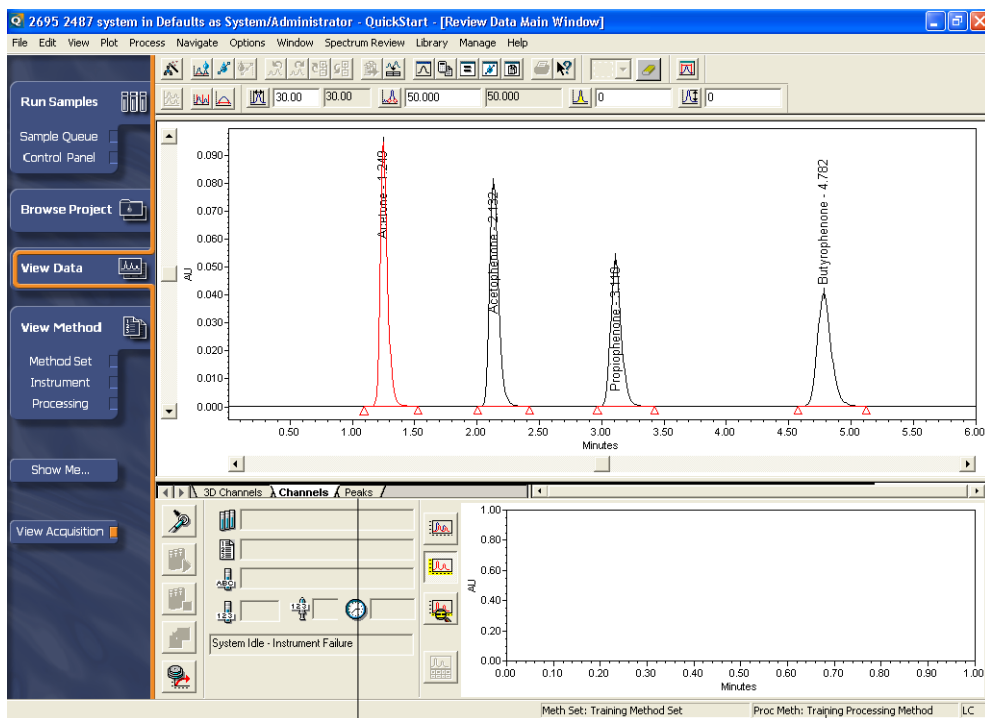 2695 2487 system in Defaults as System/Administrator - QuickStart - [Review Data Main Window]
File Edit View Plot Process Navigate Options Window Spectrum Review Library Manage Help
Run Samples
Sample Queue
Control Panel
Browse Project
View Data
View Method
Method Set
Instrument
Processing
Show Me...
View Acquisition
30.00 30.00 50.000 50.000 0 0
0.090
0.080
0.070
0.060
0.050
0.040
0.030
0.020
0.010
0.000
AU
Acetone - 1.249
Acetophenone - 2.132
Propiophenone - 3.110
Butyrophenone - 4.782
0.50 1.00 1.50 2.00 2.50 3.00 3.50 4.00 4.50 5.00 5.50 6.00
Minutes
3D Channels Channels Peaks
ABC
123 123
System Idle - Instrument Failure
1.00
0.80
0.60
0.40
0.20
0.00
AU
0.00 0.10 0.20 0.30 0.40 0.50 0.60 0.70 0.80 0.90 1.00
Minutes
Meth Set: Training Method Set Proc Meth: Training Processing Method LC